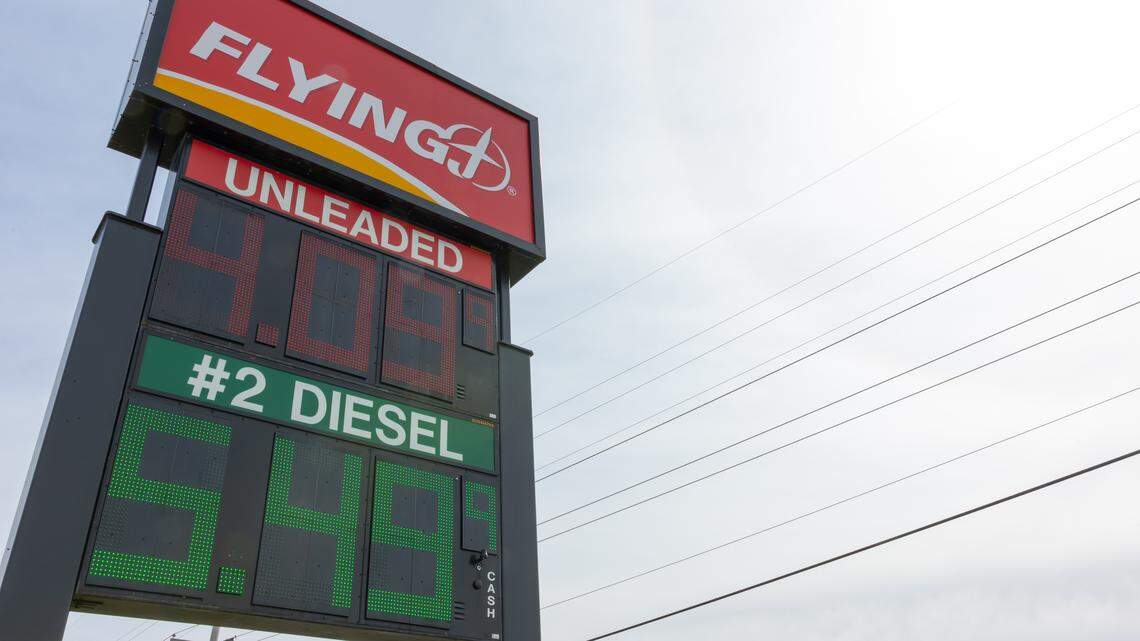 FLYING J®
UNLEADED
4.09 9
#2 DIESEL
5.49 9
CASH